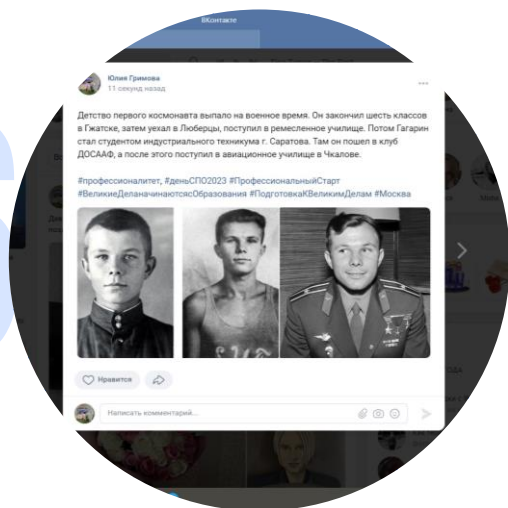 ВКонтакте
Юлия Гримова
11 секунд назад
Детство первого космонавта выпало на военное время. Он закончил шесть классов
в Гжатске, затем уехал в Люберцы, поступил в ремесленное училище. Потом Гагарин
стал студентом индустриального техникума г. Саратова. Там он пошел в клуб
ДОСААФ, а после этого поступил в авиационное училище в Чкалове.
#профессионалитет, #деньСПО2023 #ПрофессиональныйСтарт
#ВеликиеДеланачинаютсясОбразования #ПодготовкаКВеликимДелам #Москва
Нравится
Написать комментарий...